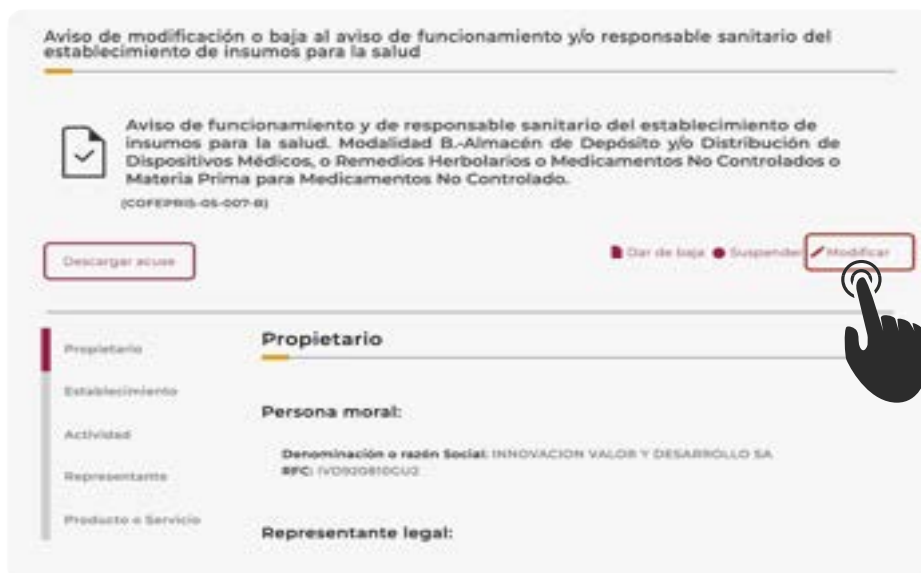 Aviso de modificación o baja al aviso de funcionamiento y/o responsable sanitario del
establecimiento de insumos para la salud
Aviso de funcionamiento y de responsable sanitario del establecimiento de
insumos para la salud. Modalidad B.-Almacén de Depósito y/o Distribución de
Dispositivos Médicos, o Remedios Herbolarios o Medicamentos No Controlados o
Materia Prima para Medicamentos No Controlado.
(COFEPRIS-05-007-B)
Descargar acuse
Dar de baja Suspender Modificar
Propietario
Propietario
Establecimiento
Persona moral:
Actividad
Denominación o razón Social: INNOVACION VALOR Y DESARROLLO SA
RFC: IVD920810GU2
Representante
Producto o Servicio
Representante legal: